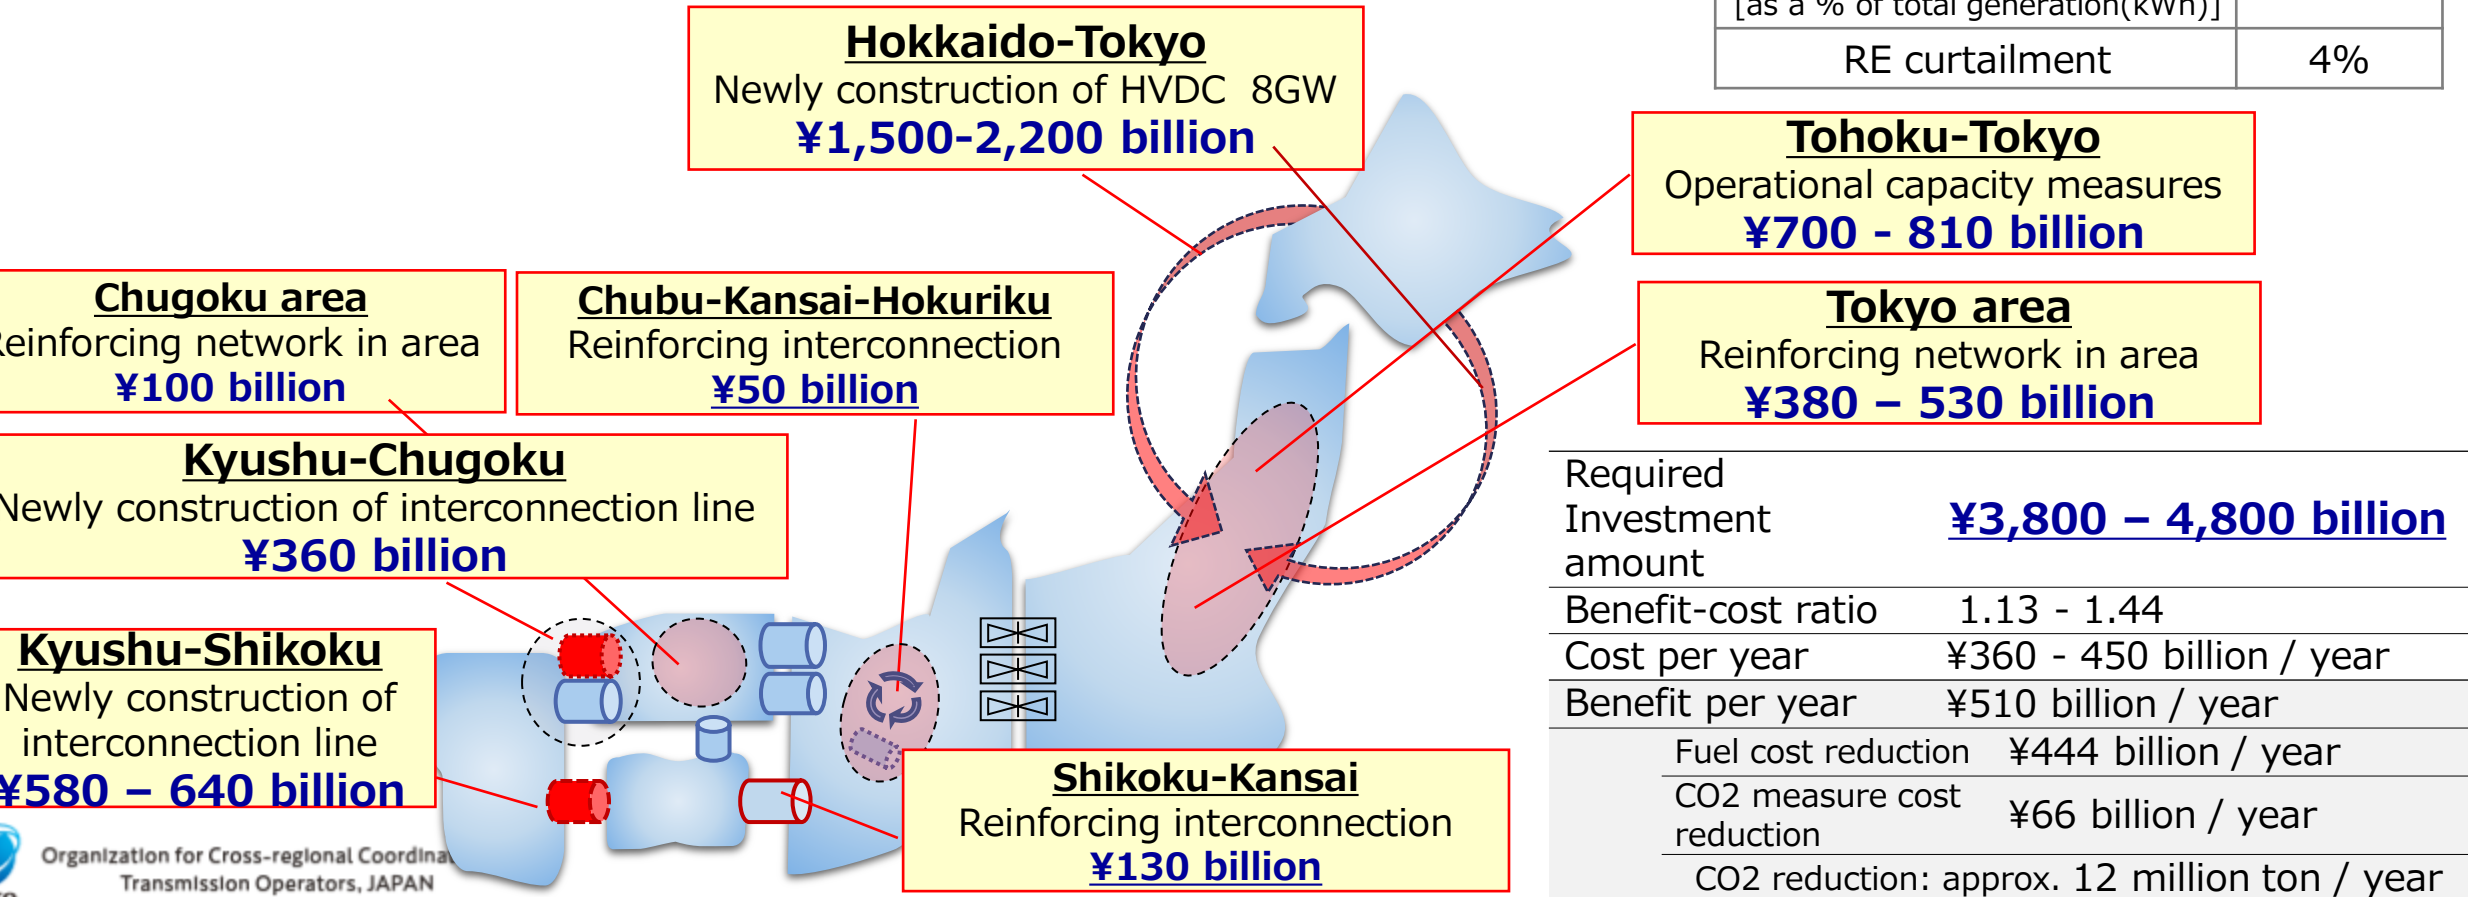 [as a % of total generation(kWh)]
RE curtailment 4%
Hokkaido-Tokyo
Newly construction of HVDC 8GW
¥1,500-2,200 billion
Tohoku-Tokyo
Operational capacity measures
¥700 - 810 billion
Chugoku area
Reinforcing network in area
¥100 billion
Chubu-Kansai-Hokuriku
Reinforcing interconnection
¥50 billion
Tokyo area
Reinforcing network in area
¥380 – 530 billion
Kyushu-Chugoku
Newly construction of interconnection line
¥360 billion
Kyushu-Shikoku
Newly construction of
interconnection line
¥580 – 640 billion
Shikoku-Kansai
Reinforcing interconnection
¥130 billion
Required
Investment
amount
¥3,800 – 4,800 billion
Benefit-cost ratio 1.13 - 1.44
Cost per year ¥360 - 450 billion / year
Benefit per year ¥510 billion / year
Fuel cost reduction ¥444 billion / year
CO2 measure cost
reduction
¥66 billion / year
CO2 reduction: approx. 12 million ton / year
Organization for Cross-regional
Transmission Operators, JAPAN